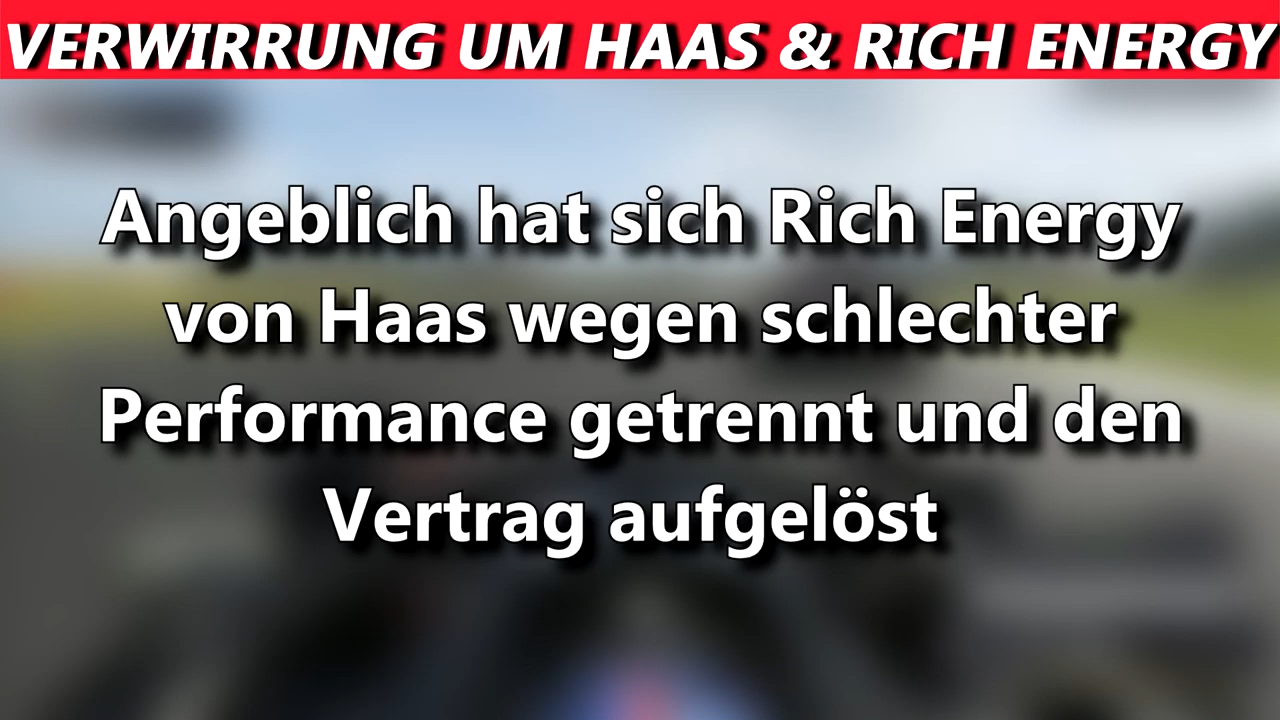 VERWIRRUNG UM HAAS & RICH ENERGY
Angeblich hat sich Rich Energy
von Haas wegen schlechter
Performance getrennt und den
Vertrag aufgelöst